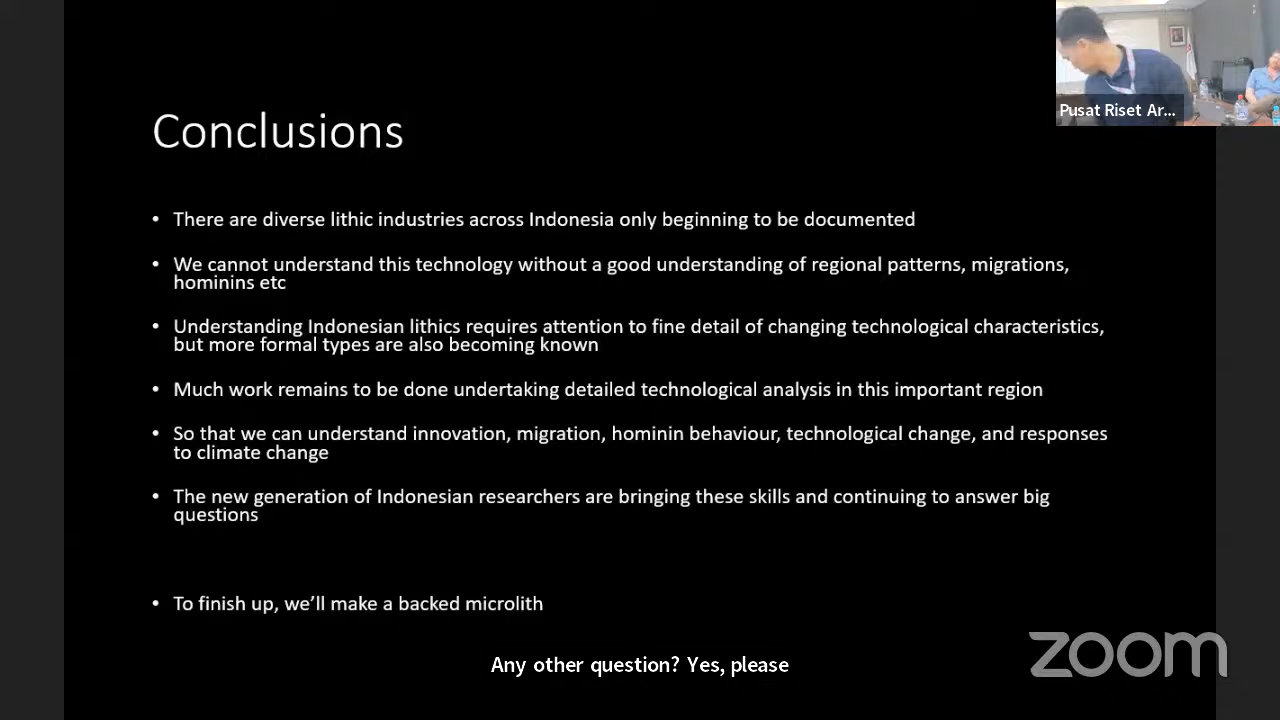 Pusat Riset Ar...
Conclusions
• There are diverse lithic industries across Indonesia only beginning to be documented
• We cannot understand this technology without a good understanding of regional patterns, migrations,
hominins etc
• Understanding Indonesian lithics requires attention to fine detail of changing technological characteristics,
but more formal types are also becoming known
• Much work remains to be done undertaking detailed technological analysis in this important region
• So that we can understand innovation, migration, hominin behaviour, technological change, and responses
to climate change
• The new generation of Indonesian researchers are bringing these skills and continuing to answer big
questions
• To finish up, we’ll make a backed microlith
zoom
Any other question? Yes, please